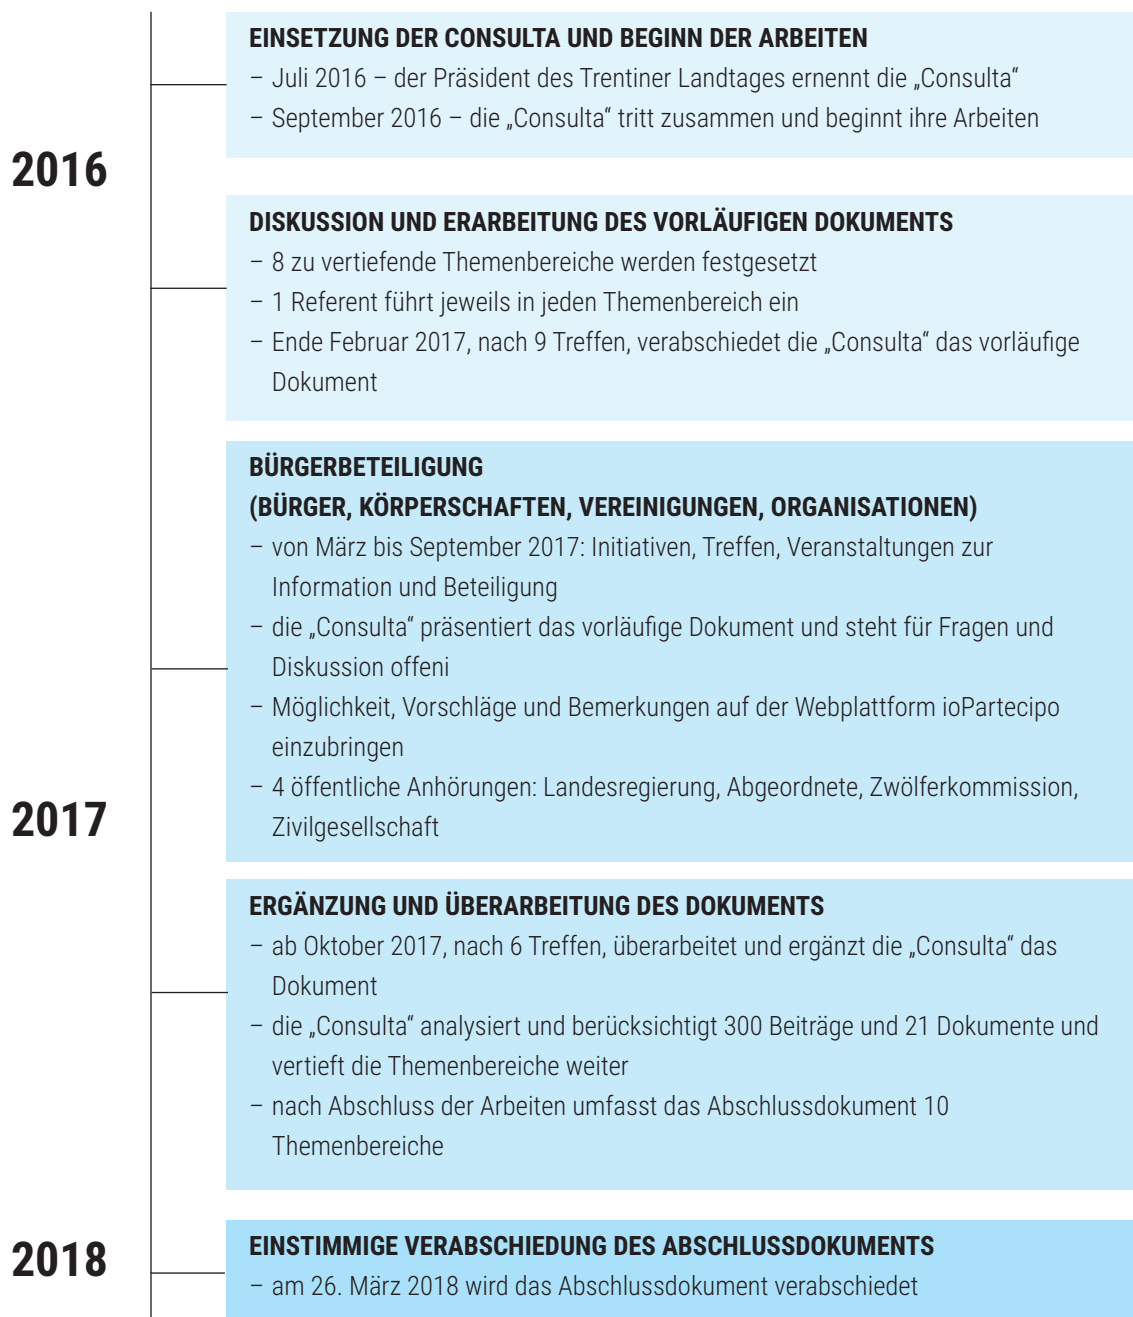 EINSETZUNG DER CONSULTA UND BEGINN DER ARBEITEN
– Juli 2016 – der Präsident des Trentiner Landtages ernennt die „Consulta“
– September 2016 – die „Consulta“ tritt zusammen und beginnt ihre Arbeiten
2016
DISKUSSION UND ERARBEITUNG DES VORLÄUFIGEN DOKUMENTS
– 8 zu vertiefende Themenbereiche werden festgesetzt
– 1 Referent führt jeweils in jeden Themenbereich ein
– Ende Februar 2017, nach 9 Treffen, verabschiedet die „Consulta“ das vorläufige
Dokument
BÜRGERBETEILIGUNG
(BÜRGER, KÖRPERSCHAFTEN, VEREINIGUNGEN, ORGANISATIONEN)
– von März bis September 2017: Initiativen, Treffen, Veranstaltungen zur
Information und Beteiligung
– die „Consulta“ präsentiert das vorläufige Dokument und steht für Fragen und
Diskussion offeni
– Möglichkeit, Vorschläge und Bemerkungen auf der Webplattform ioPartecipo
einzubringen
– 4 öffentliche Anhörungen: Landesregierung, Abgeordnete, Zwölferkommission,
Zivilgesellschaft
2017
ERGÄNZUNG UND ÜBERARBEITUNG DES DOKUMENTS
– ab Oktober 2017, nach 6 Treffen, überarbeitet und ergänzt die „Consulta“ das
Dokument
– die „Consulta“ analysiert und berücksichtigt 300 Beiträge und 21 Dokumente und
vertieft die Themenbereiche weiter
– nach Abschluss der Arbeiten umfasst das Abschlussdokument 10
Themenbereiche
2018
EINSTIMMIGE VERABSCHIEDUNG DES ABSCHLUSSDOKUMENTS
– am 26. März 2018 wird das Abschlussdokument verabschiedet